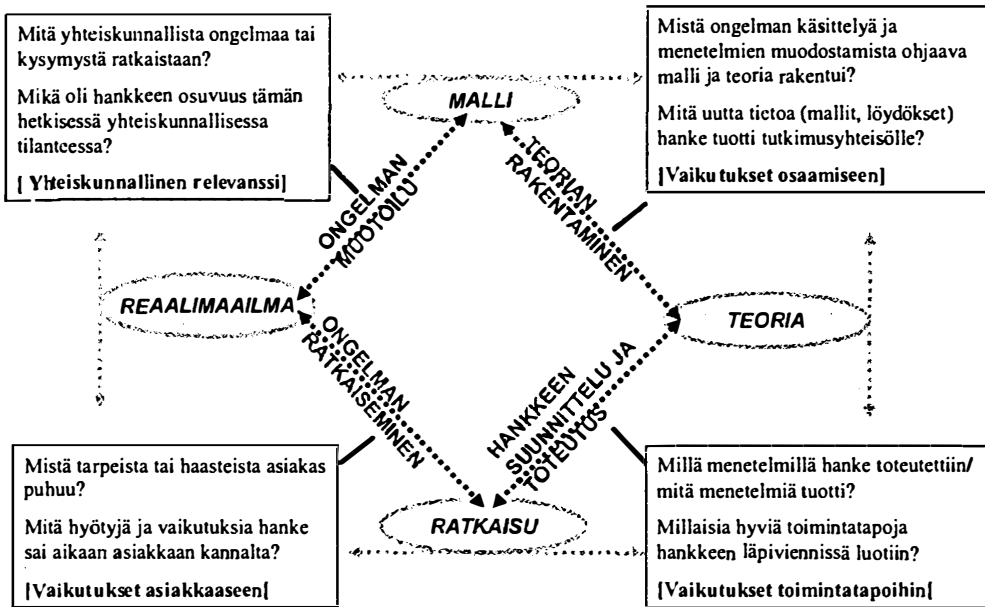 Mitä yhteiskunnallista ongelmaa tai
kysymystä ratkaistaan?
Mikä oli hankkeen osuvuus tämän
hetkisessä yhteiskunnallisessa
tilanteessa?
[ Yhteiskunnallinen relevanssi]
Mistä ongelman käsittelyä ja
menetelmien muodostamista ohjaava
malli ja teoria rakentui?
Mitä uutta tietoa (mallit, löydökset)
hanke tuotti tutkimusyhteisölle?
[Vaikutukset osaamiseen]
MALLI
ONGELMAN
MUOTOILU
TEORIAN
RAKENTAMINEN
REAALIMAAILMA
TEORIA
ONGELMAN
RATKAISEMINEN
HANKKEEN
SUUNNITTELU JA
TOTEUTUS
RATKAISU
Mistä tarpeista tai haasteista asiakas
puhuu?
Mitä hyötyjä ja vaikutuksia hanke
sai aikaan asiakkaan kannalta?
[Vaikutukset asiakkaaseen[
Millä menetelmillä hanke toteutettiin/
mitä menetelmiä tuotti?
Millaisia hyviä toimintatapoja
hankkeen läpiviennissä luotiin?
[Vaikutukset toimintatapoihin[